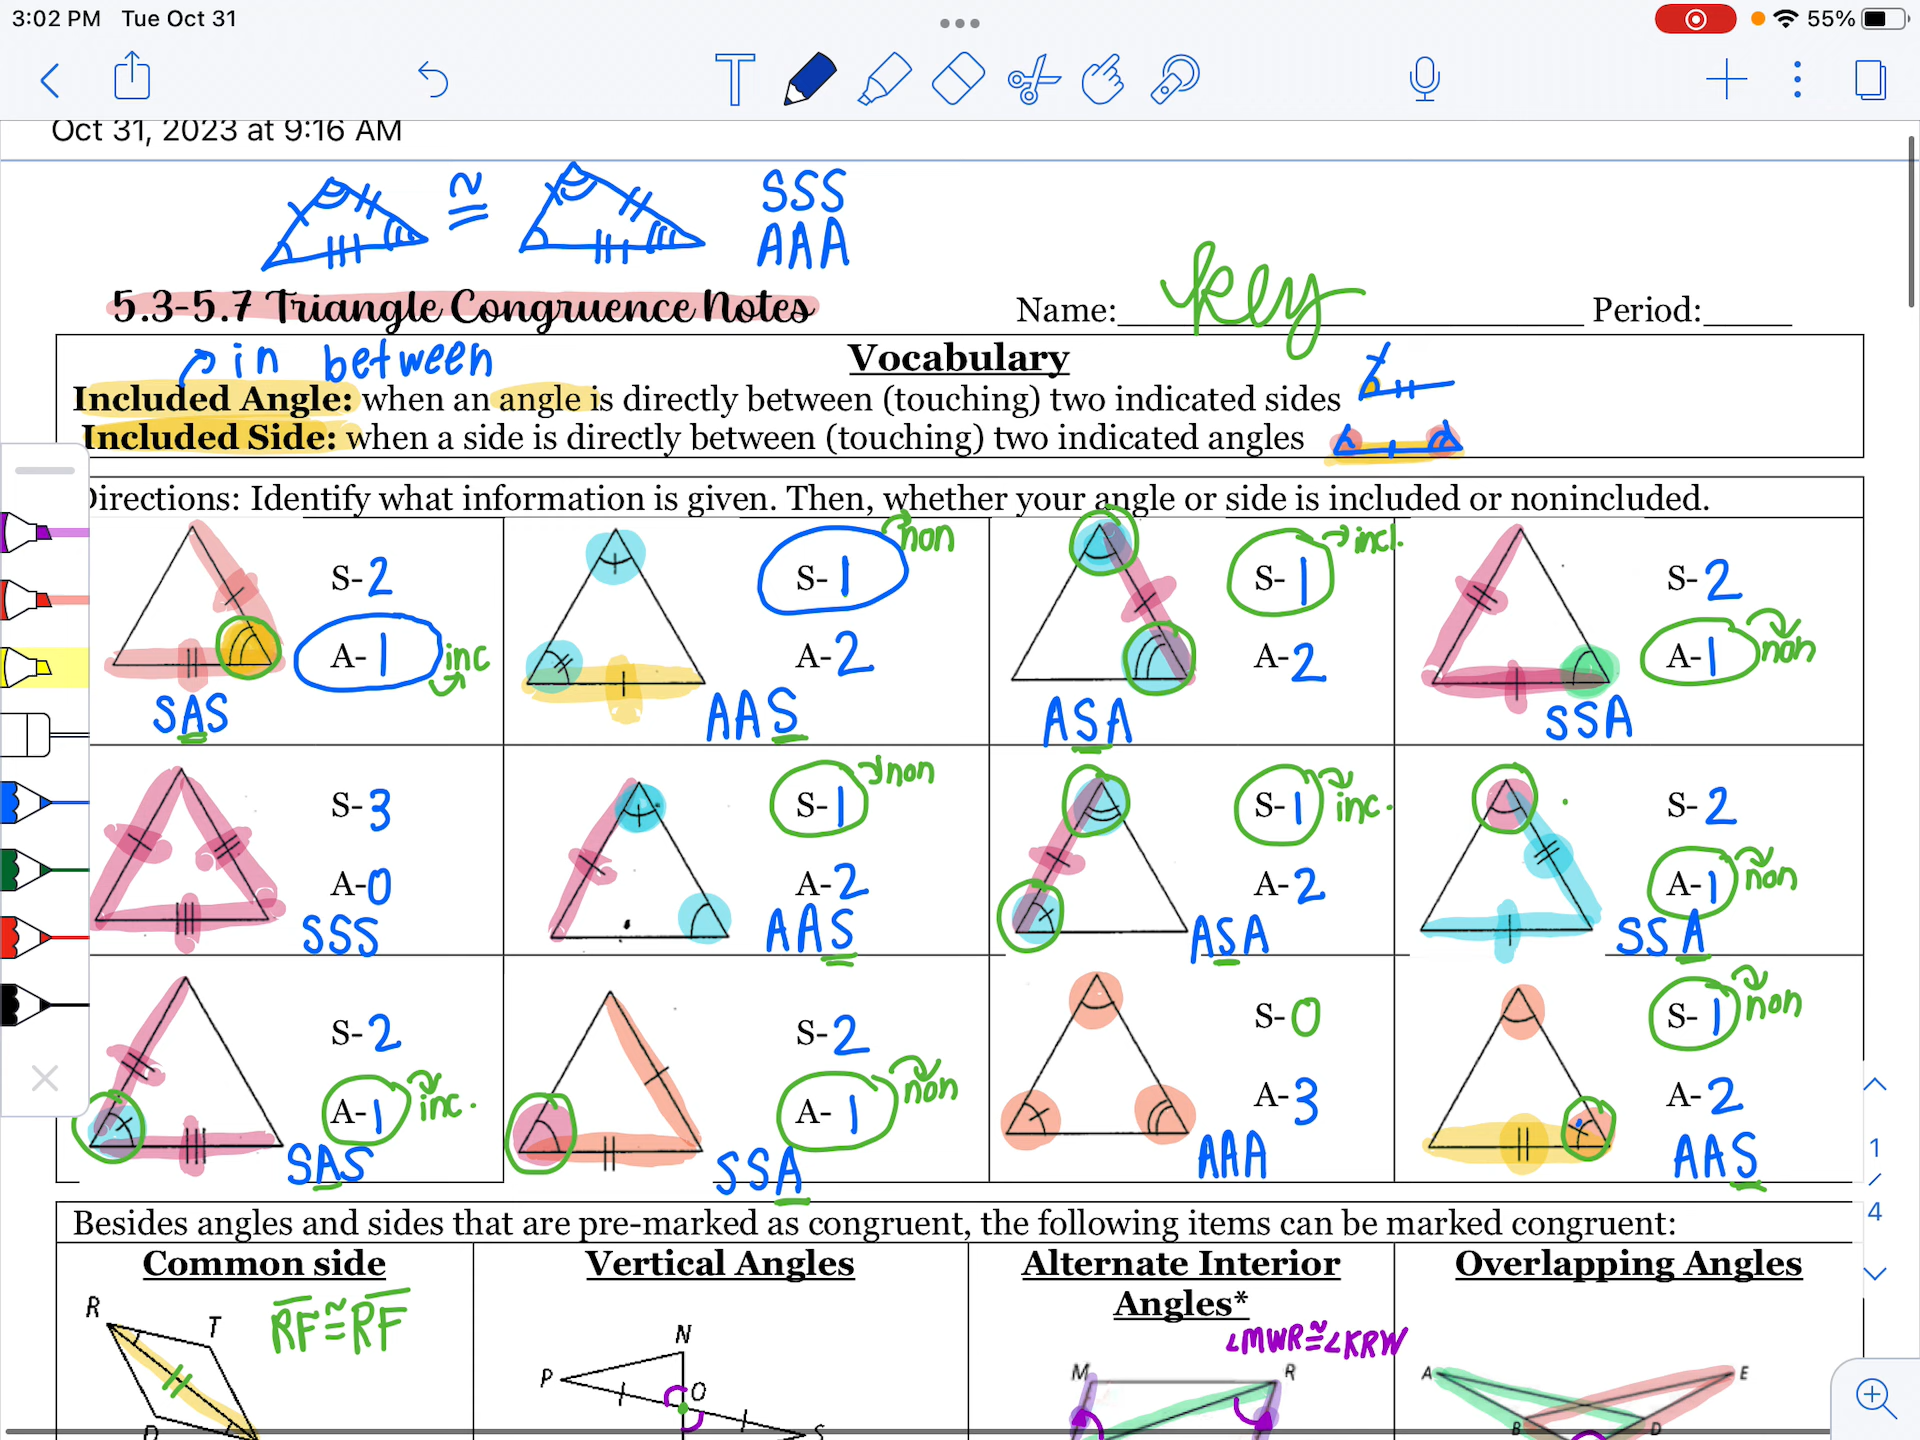 3:02 PM Tue Oct 31
55%
Oct 31, 2023 at 9:16 AM
≅ SSS
AAA
5.3-5.7 Triangle Congruence Notes
Name: key Period:
in between
Vocabulary
Included Angle: when an angle is directly between (touching) two indicated sides
Included Side: when a side is directly between (touching) two indicated angles
Directions: Identify what information is given. Then, whether your angle or side is included or nonincluded.
S-2
A-1 inc
SAS
S-1 non
A-2
AAS
S-1 incl.
A-2
ASA
S-2
A-1 non
SSA
S-3
A-0
SSS
S-1 non
A-2
AAS
S-1 inc.
A-2
ASA
S-2
A-1 non
SSA
S-2
A-1 inc.
SAS
S-2
A-1 non
SSA
S-0
A-3
AAA
S-1 non
A-2
AAS
1
/
4
Besides angles and sides that are pre-marked as congruent, the following items can be marked congruent:
Common side
R T
RF≅RF
D
Vertical Angles
N
P
O
S
Alternate Interior
Angles*
∠MWR≅∠KRW
M R
Overlapping Angles
A E
B D